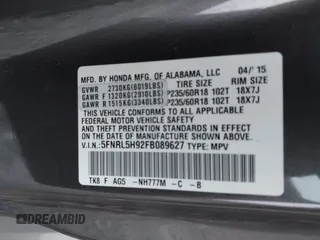 MFD. BY HONDA MFG. OF ALABAMA, LLC 04/ 15
GVWR 2730KG(6019LBS) TIRE SIZE RIM SIZE
GAWR F 1320KG(2910LBS) P235/60R18 102T 18X7J
GAWR R 1515KG(3340LBS) P235/60R18 102T 18X7J
THIS VEHICLE CONFORMS TO ALL APPLICABLE FEDERAL MOTOR VEHICLE
SAFETY AND THEFT PREVENTION STANDARDS IN EFFECT ON THE
DATE OF MANUFACTURE SHOWN ABOVE.
V.I.N.: 5FNRL5H92FB089627 TYPE: MPV
TK8 F AG5 -NH777M -C -B